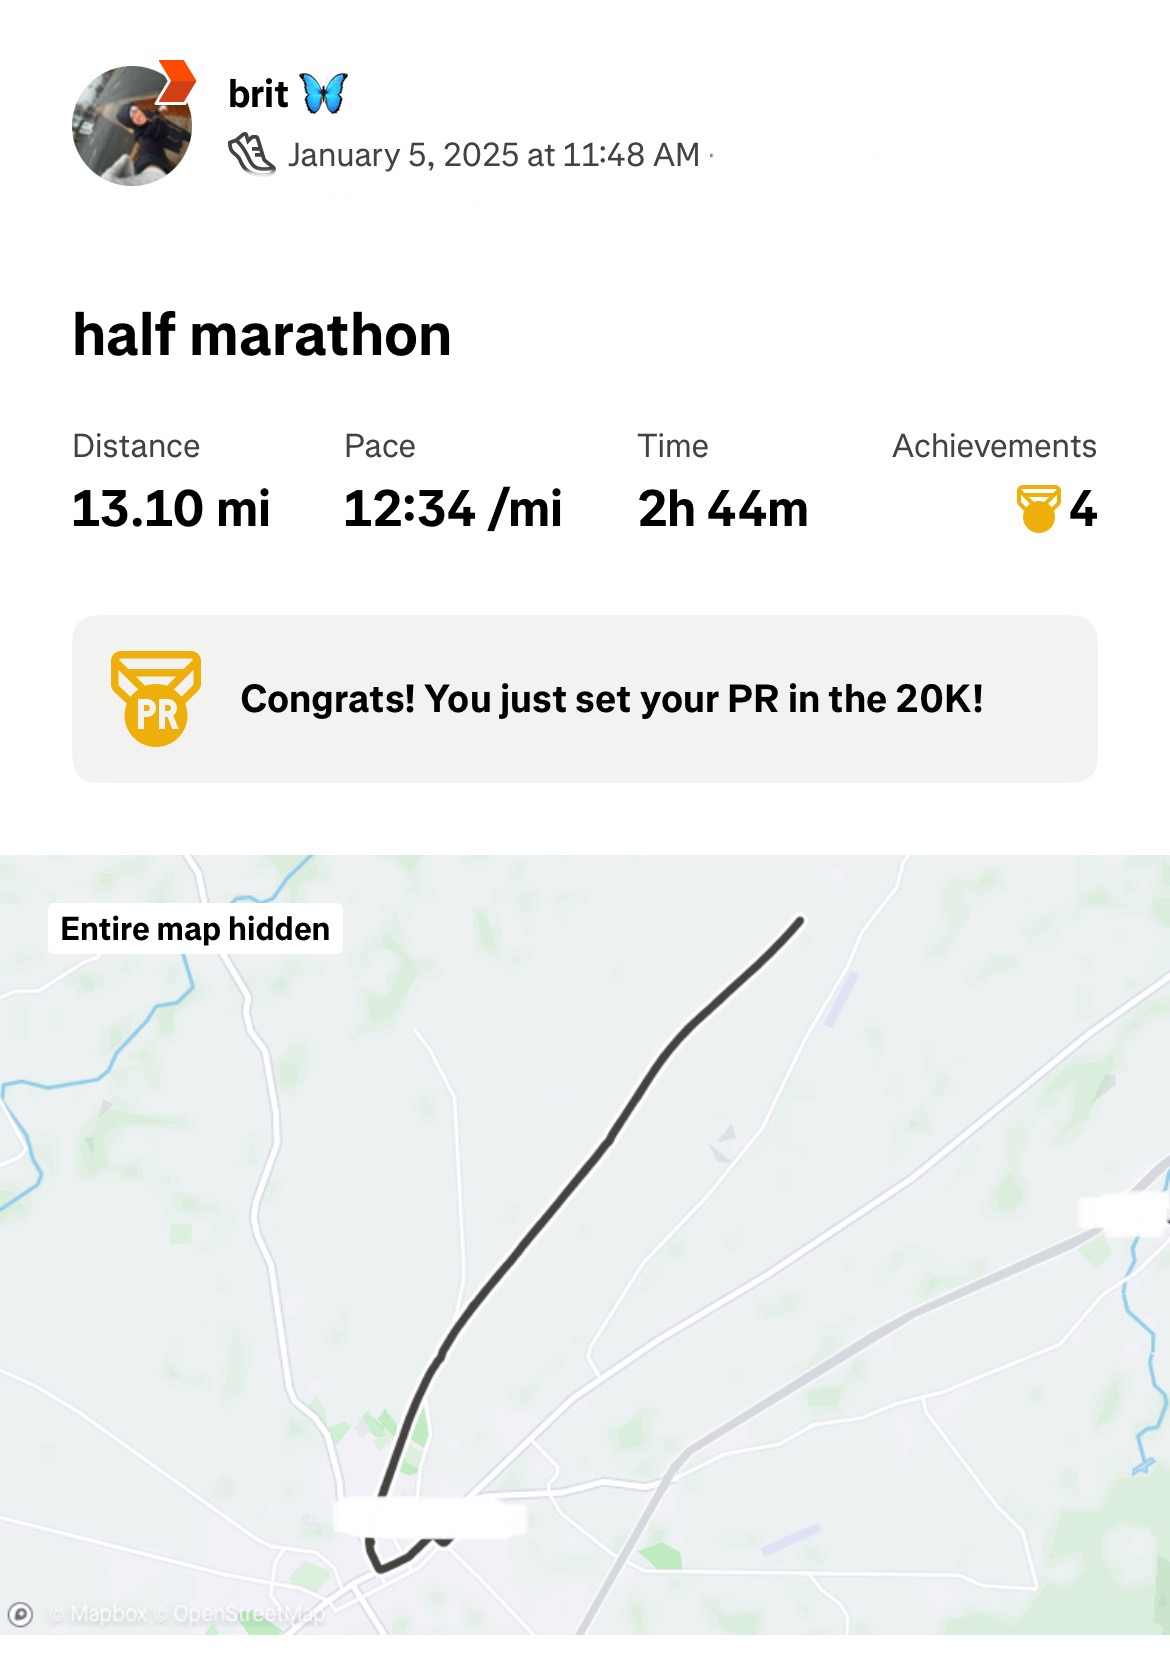 brit 🦋
January 5, 2025 at 11:48 AM ·
half marathon
Distance Pace Time Achievements
13.10 mi 12:34 /mi 2h 44m 4
PR Congrats! You just set your PR in the 20K!
Entire map hidden
© Mapbox © OpenStreetMap